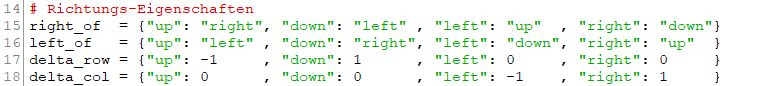 14 # Richtungs-Eigenschaften
15 right_of  = {"up": "right", "down": "left" , "left": "up"  , "right": "down"}
16 left_of   = {"up": "left" , "down": "right", "left": "down", "right": "up"  }
17 delta_row = {"up": -1     , "down": 1      , "left": 0     , "right": 0     }
18 delta_col = {"up": 0      , "down": 0      , "left": -1    , "right": 1     }